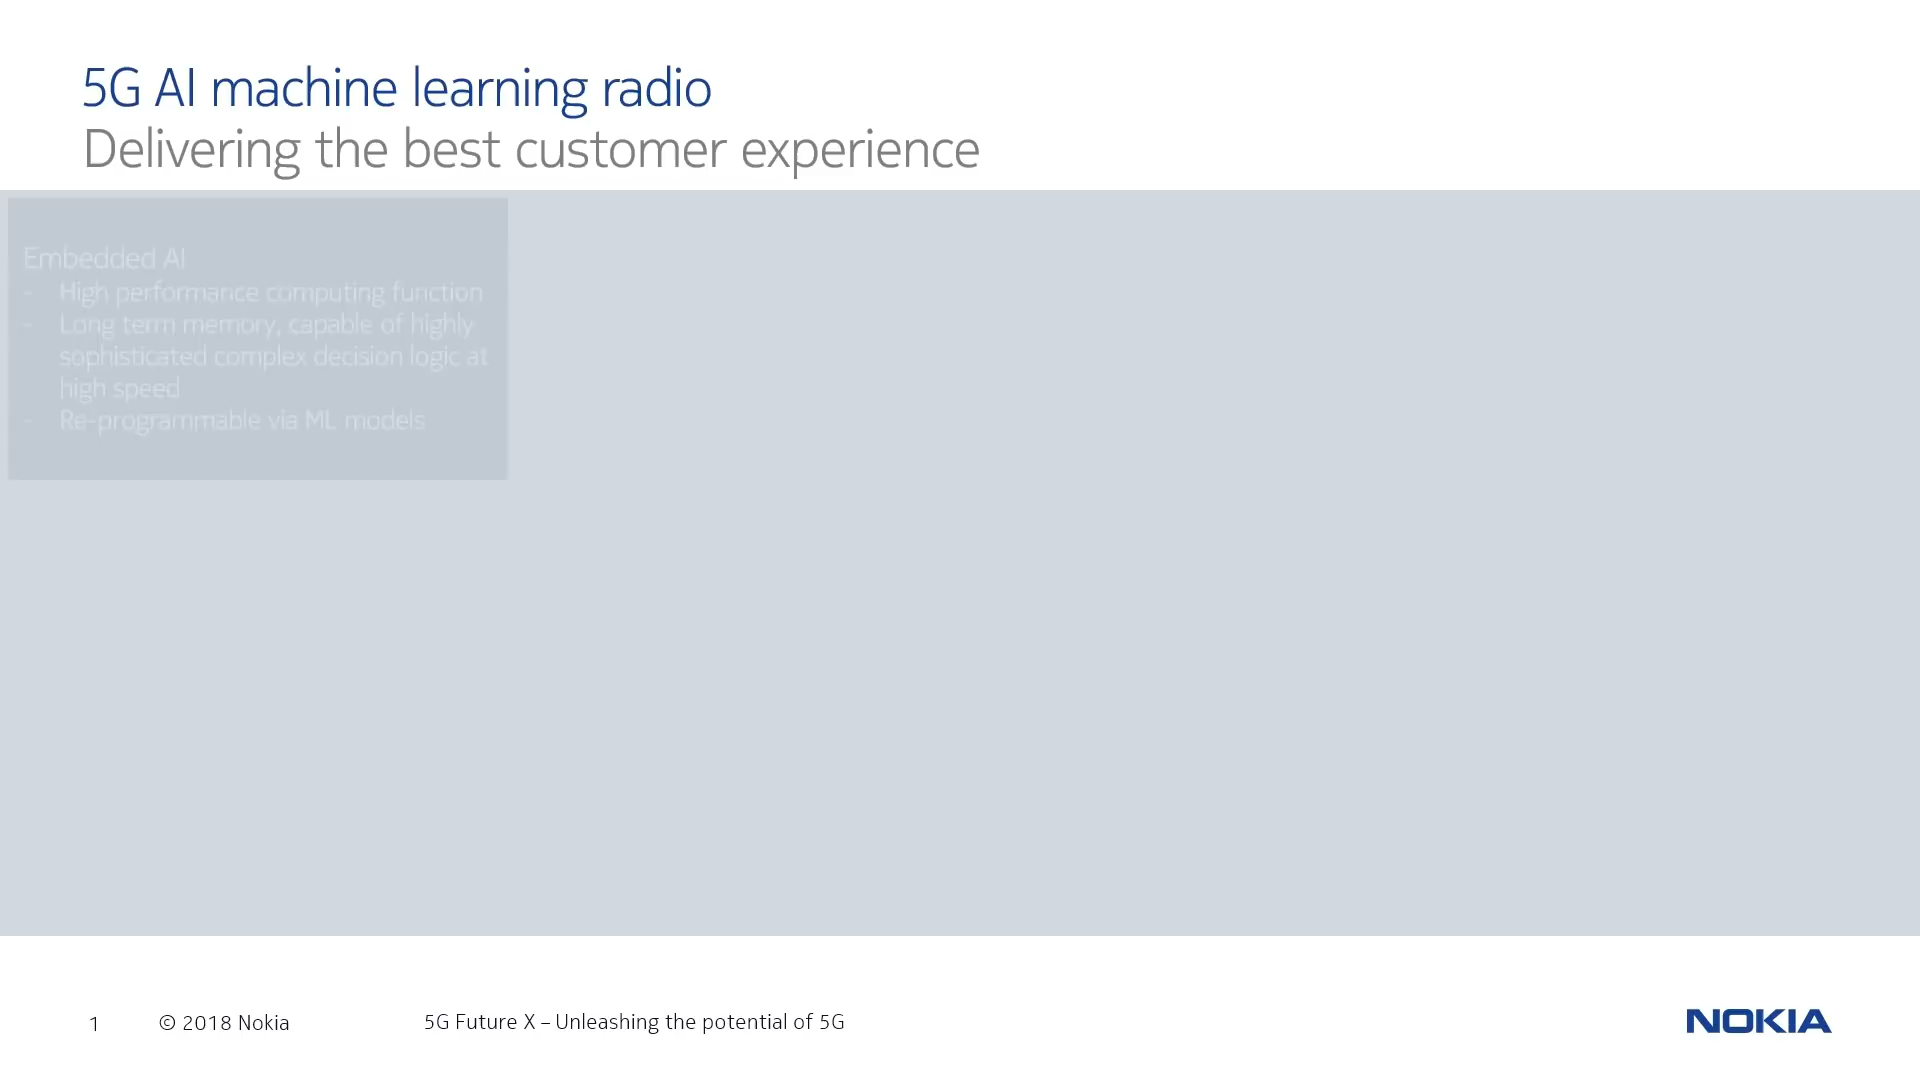 5G AI machine learning radio
Delivering the best customer experience
Embedded AI
- High performance computing function
- Long term memory, capable of highly
sophisticated complex decision logic at
high speed
- Re-programmable via ML models
1 © 2018 Nokia 5G Future X – Unleashing the potential of 5G NOKIA